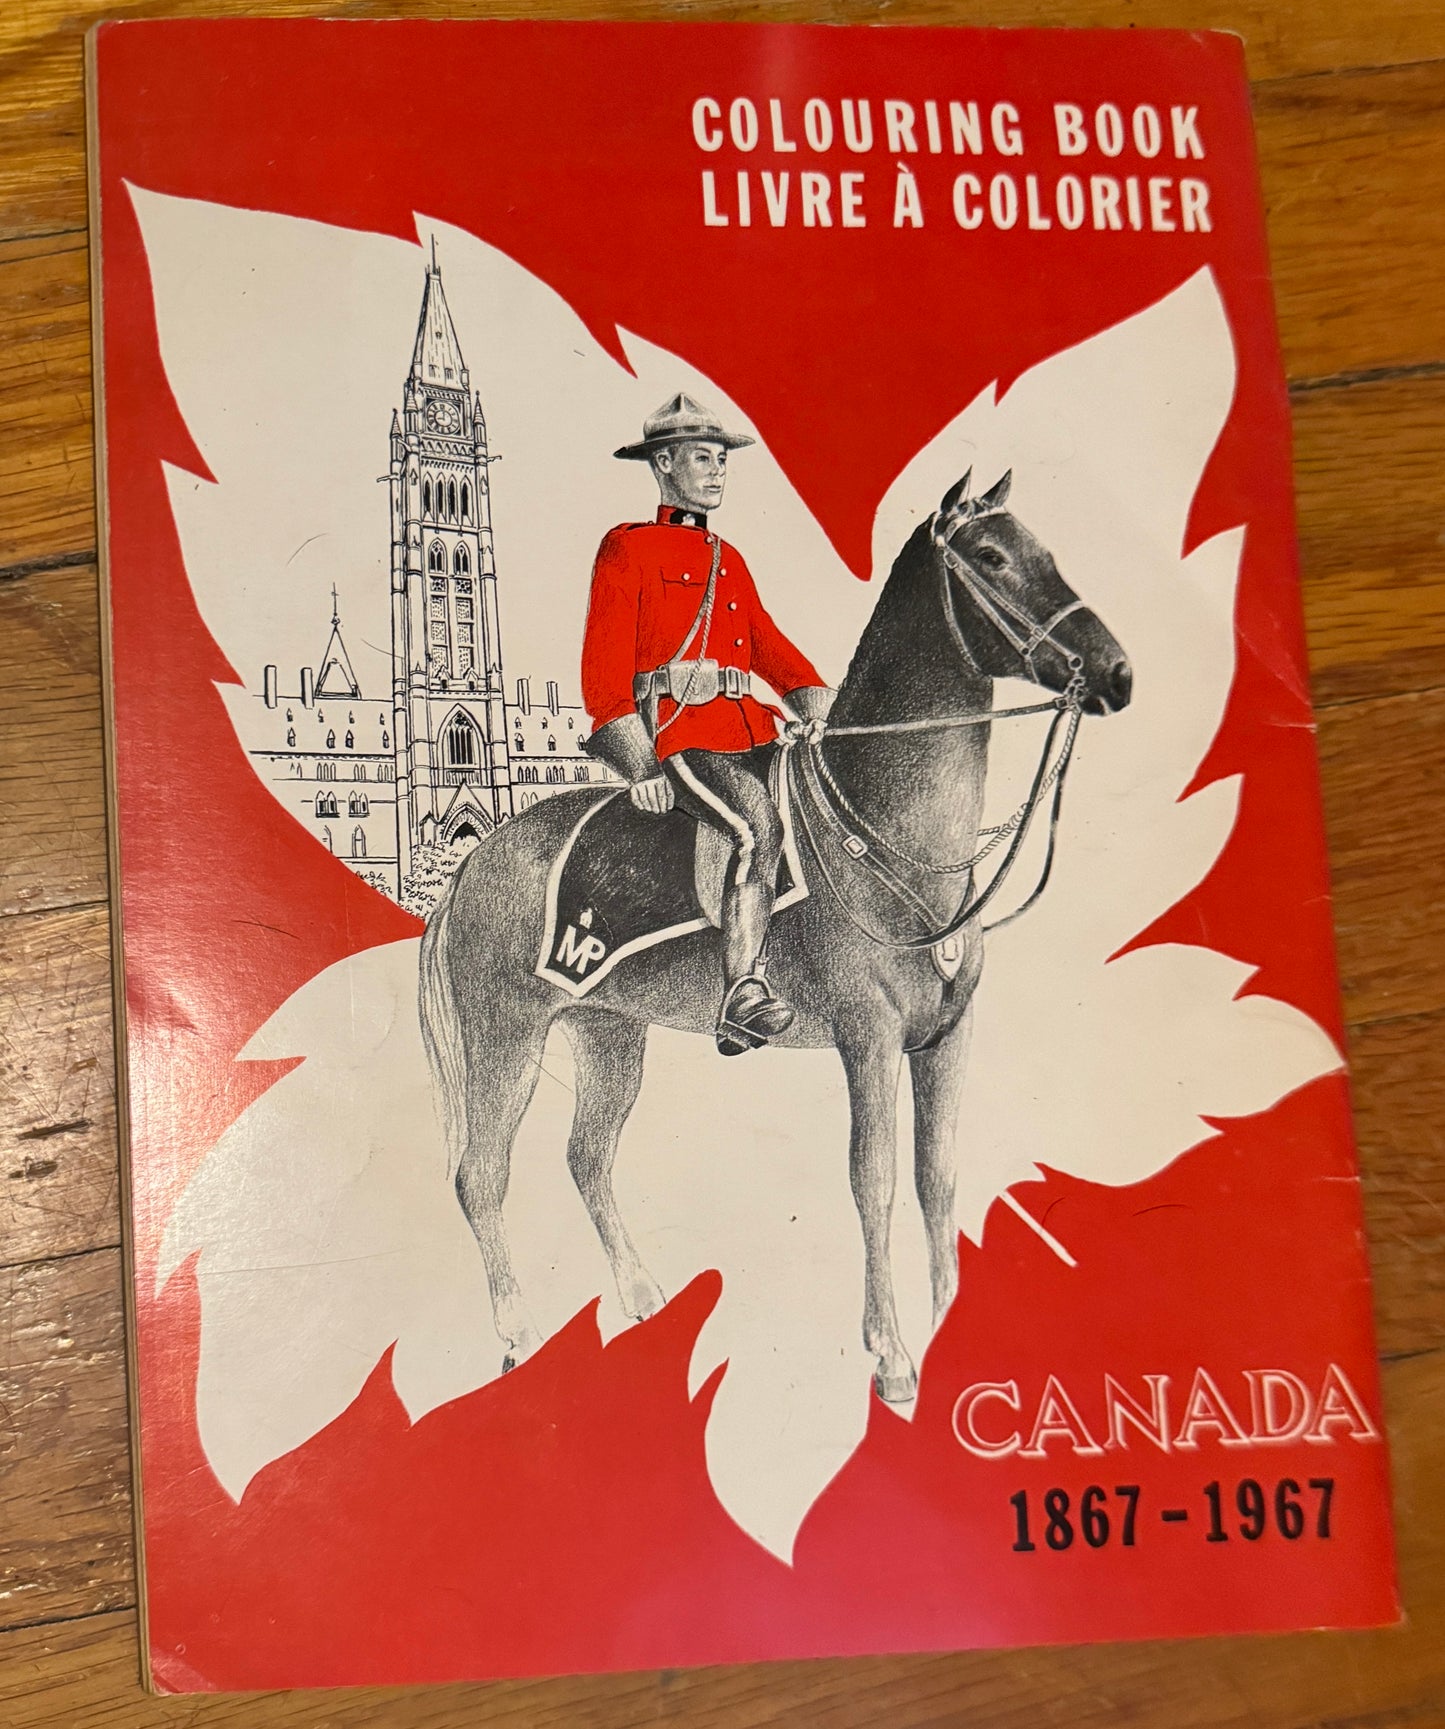 COLOURING BOOK
LIVRE À COLORIER
MP
CANADA
1867-1967